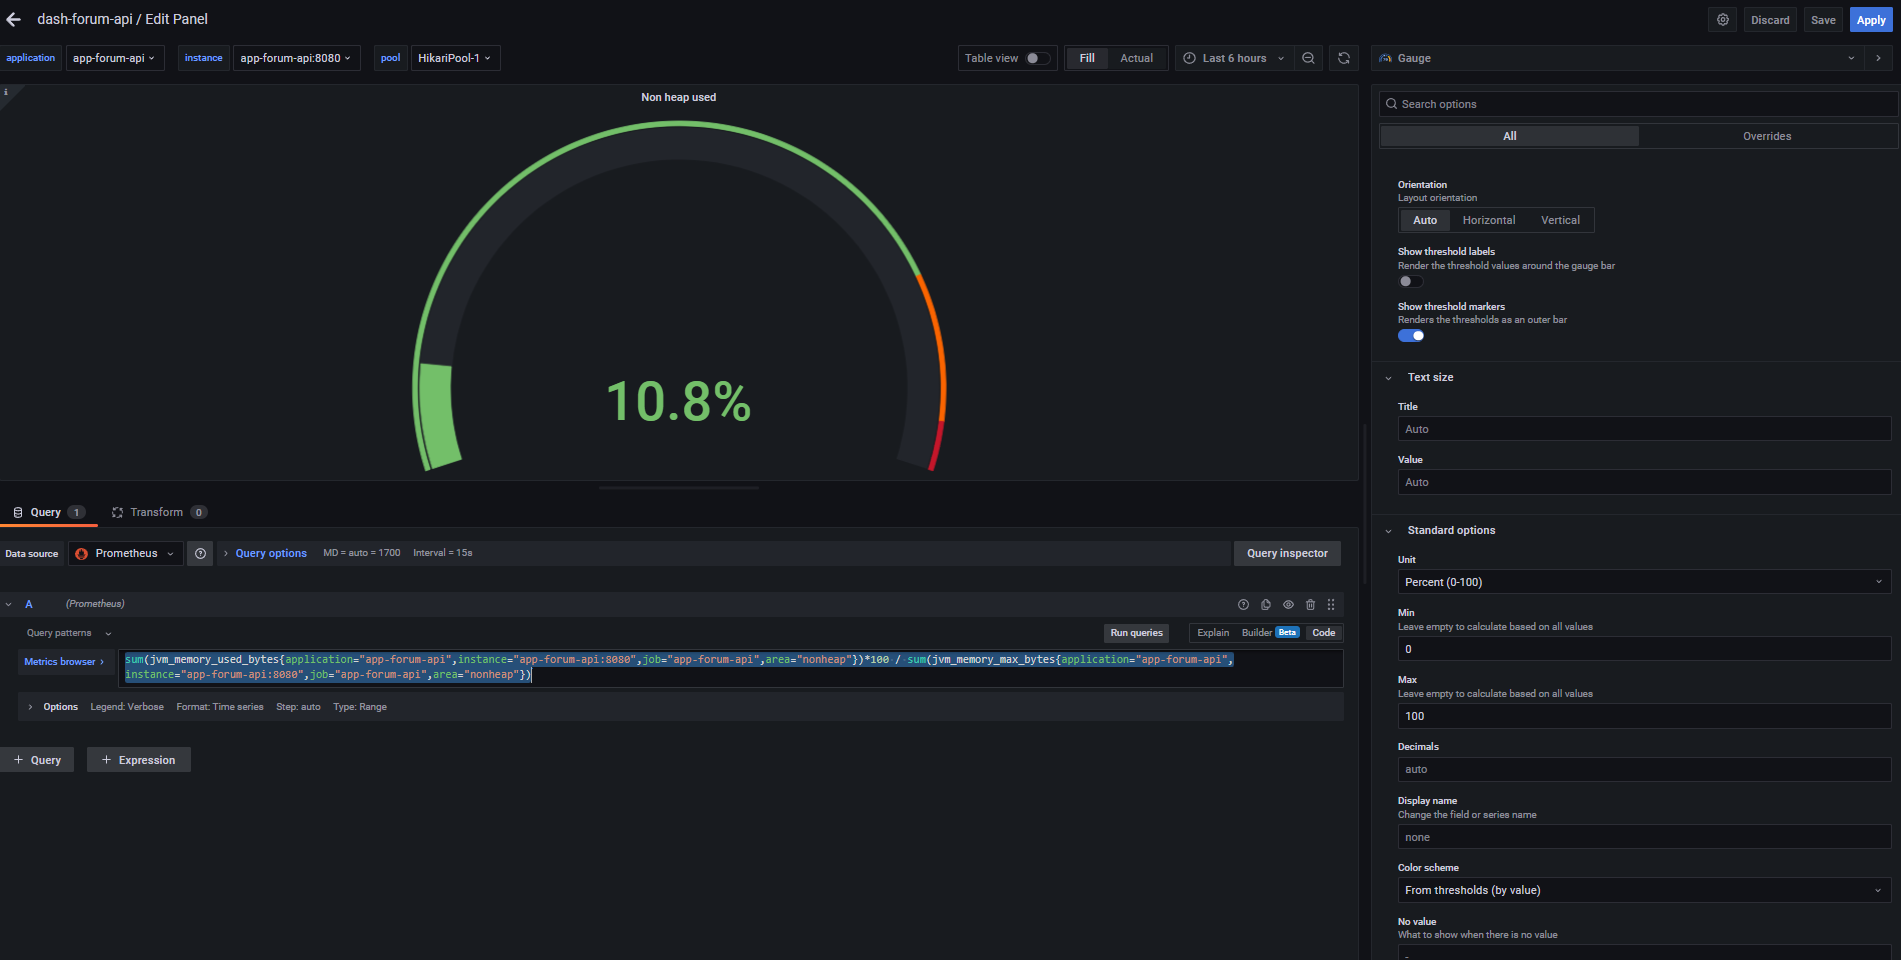 dash-forum-api / Edit Panel
Discard
Save
Apply
application
app-forum-api
instance
app-forum-api:8080
pool
HikariPool-1
Table view
Fill
Actual
Last 6 hours
Gauge
i
Non heap used
10.8%
Search options
All
Overrides
Orientation
Layout orientation
Auto
Horizontal
Vertical
Show threshold labels
Render the threshold values around the gauge bar
Show threshold markers
Renders the thresholds as an outer bar
Text size
Title
Auto
Value
Auto
Standard options
Unit
Percent (0-100)
Min
Leave empty to calculate based on all values
0
Max
Leave empty to calculate based on all values
100
Decimals
auto
Display name
Change the field or series name
none
Color scheme
From thresholds (by value)
No value
What to show when there is no value
-
Query 1
Transform 0
Data source
Prometheus
Query options
MD = auto = 1700
Interval = 15s
Query inspector
A
(Prometheus)
Query patterns
Run queries
Explain
Builder Beta
Code
Metrics browser >
sum(jvm_memory_used_bytes{application="app-forum-api",instance="app-forum-api:8080",job="app-forum-api",area="nonheap"})*100 / sum(jvm_memory_max_bytes{application="app-forum-api",
instance="app-forum-api:8080",job="app-forum-api",area="nonheap"})
Options
Legend: Verbose
Format: Time series
Step: auto
Type: Range
+ Query
+ Expression